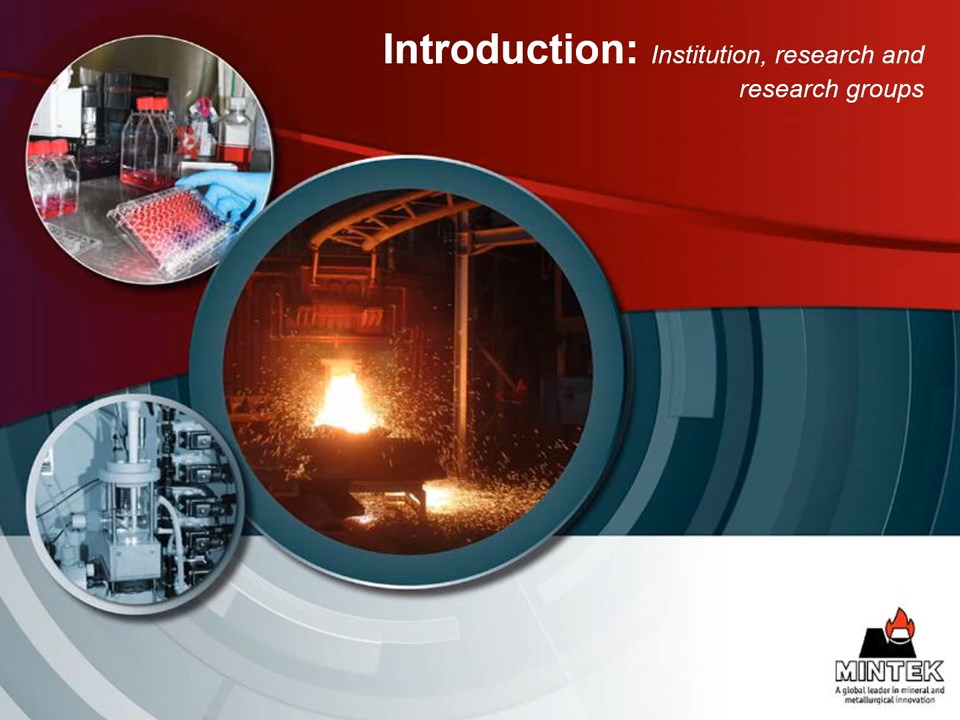 Introduction: Institution, research and
research groups
MINTEK
A global leader in mineral and
metallurgical innovation